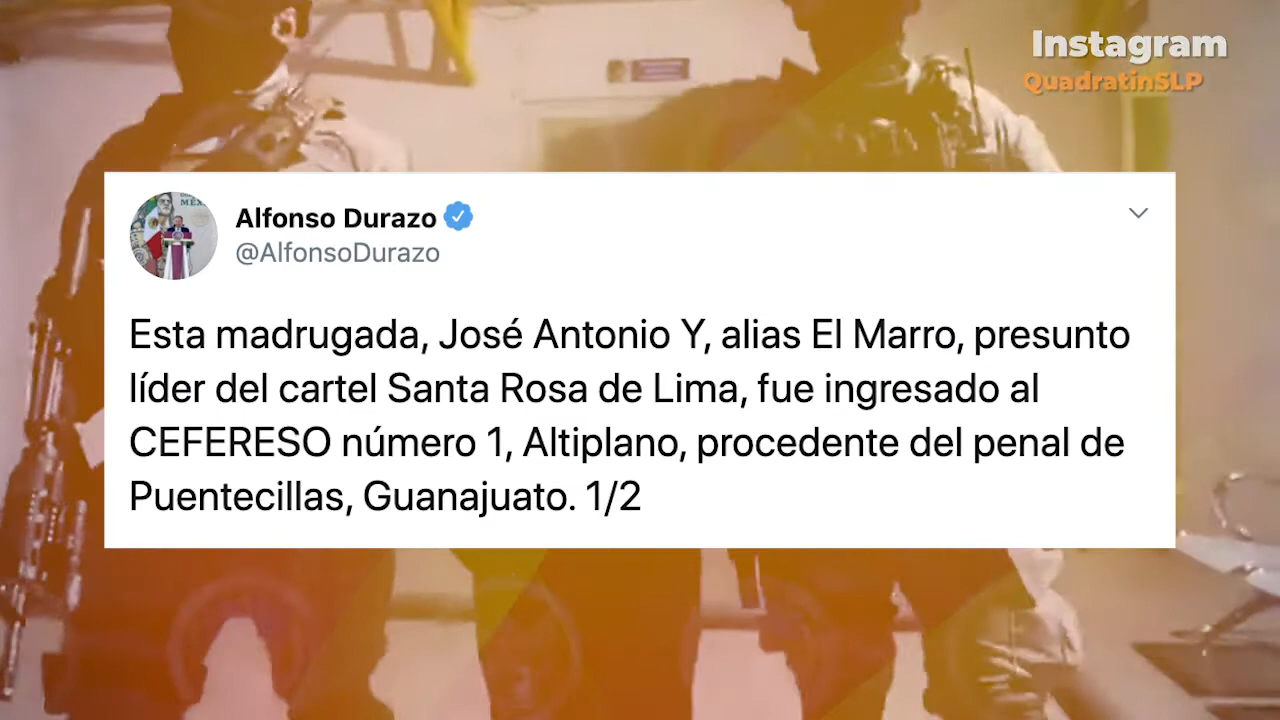 Instagram
QuadratinSLP
Alfonso Durazo
@AlfonsoDurazo
Esta madrugada, José Antonio Y, alias El Marro, presunto
líder del cartel Santa Rosa de Lima, fue ingresado al
CEFERESO número 1, Altiplano, procedente del penal de
Puentecillas, Guanajuato. 1/2